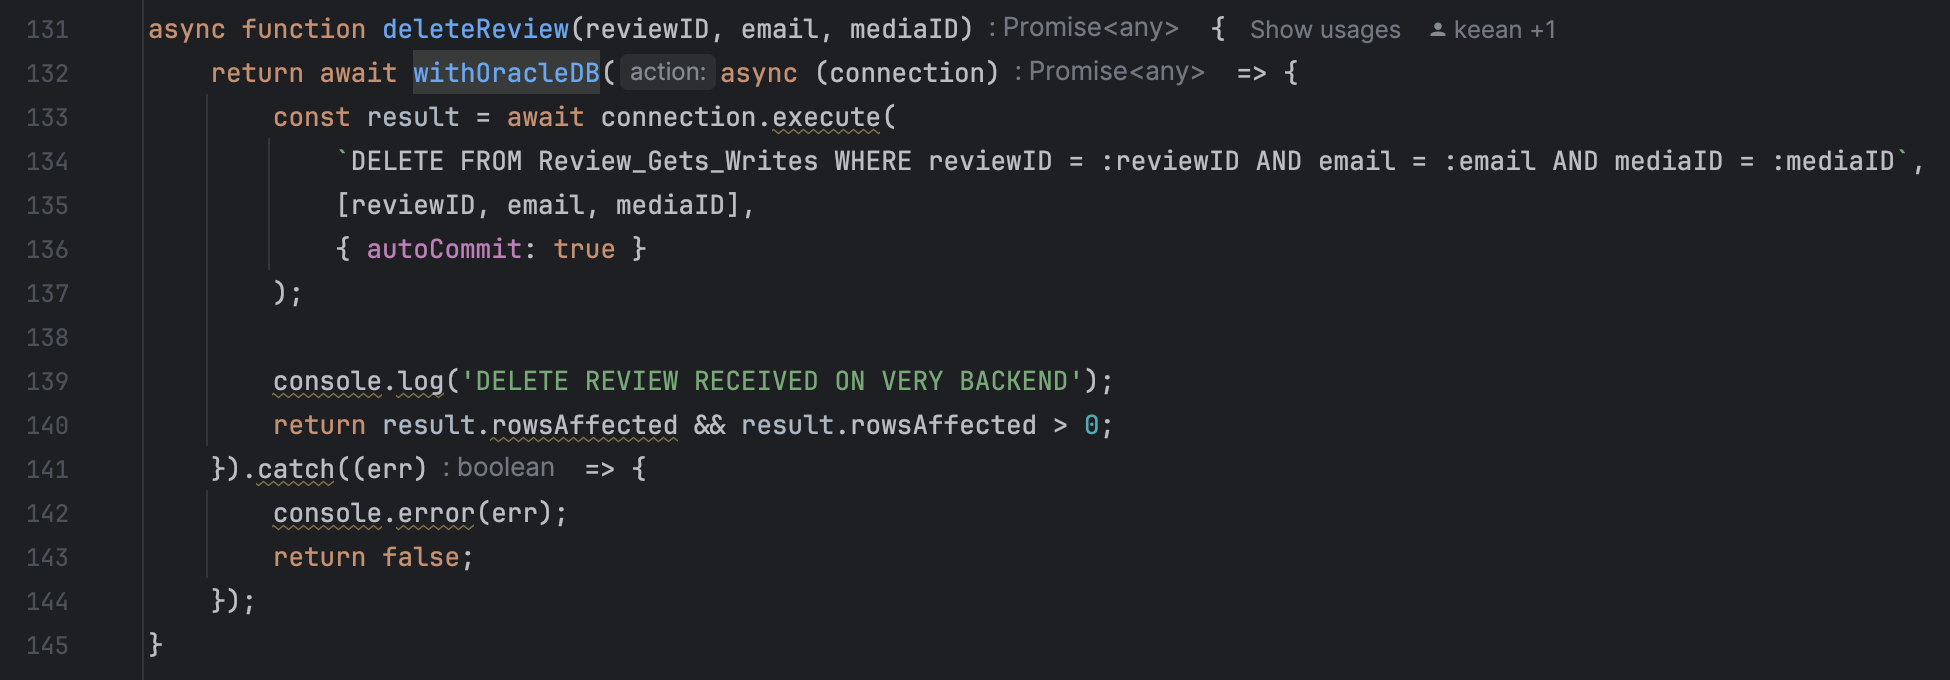 131 async function deleteReview(reviewID, email, mediaID) : Promise<any> { Show usages keean +1
132 return await withOracleDB( action: async (connection) : Promise<any> => {
133 const result = await connection.execute(
134 `DELETE FROM Review_Gets_Writes WHERE reviewID = :reviewID AND email = :email AND mediaID = :mediaID`,
135 [reviewID, email, mediaID],
136 { autoCommit: true }
137 );
138
139 console.log('DELETE REVIEW RECEIVED ON VERY BACKEND');
140 return result.rowsAffected && result.rowsAffected > 0;
141 }).catch((err) : boolean => {
142 console.error(err);
143 return false;
144 });
145 }